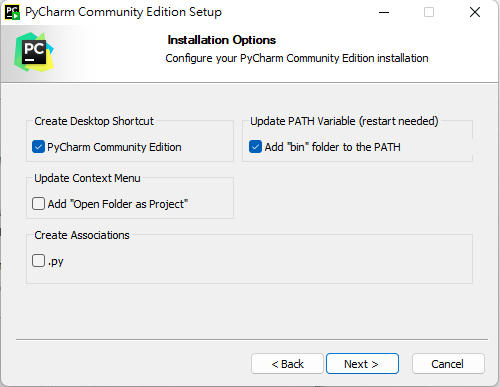 PyCharm Community Edition Setup
PC
Installation Options
Configure your PyCharm Community Edition installation
Create Desktop Shortcut
PyCharm Community Edition
Update PATH Variable (restart needed)
Add "bin" folder to the PATH
Update Context Menu
Add "Open Folder as Project"
Create Associations
.py
< Back
Next >
Cancel